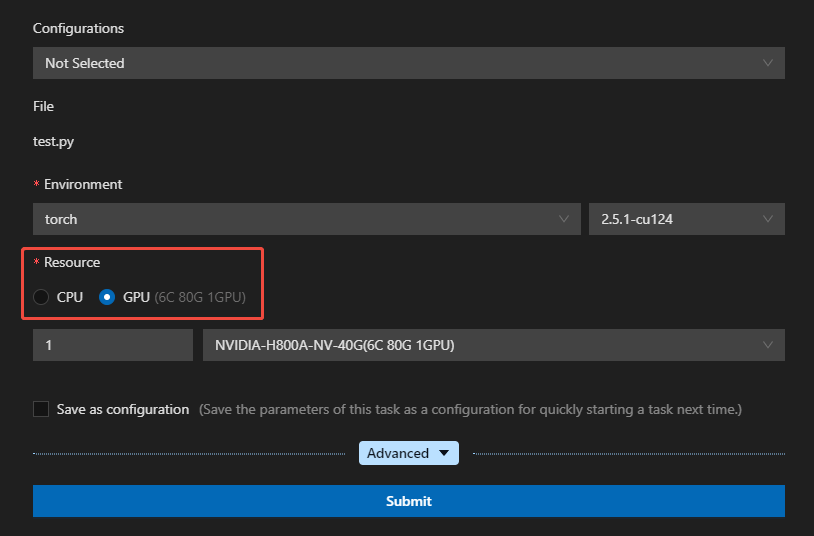 Configurations
Not Selected
File
test.py
* Environment
torch 2.5.1-cu124
* Resource
CPU GPU (6C 80G 1GPU)
1 NVIDIA-H800A-NV-40G(6C 80G 1GPU)
Save as configuration (Save the parameters of this task as a configuration for quickly starting a task next time.)
Advanced
Submit